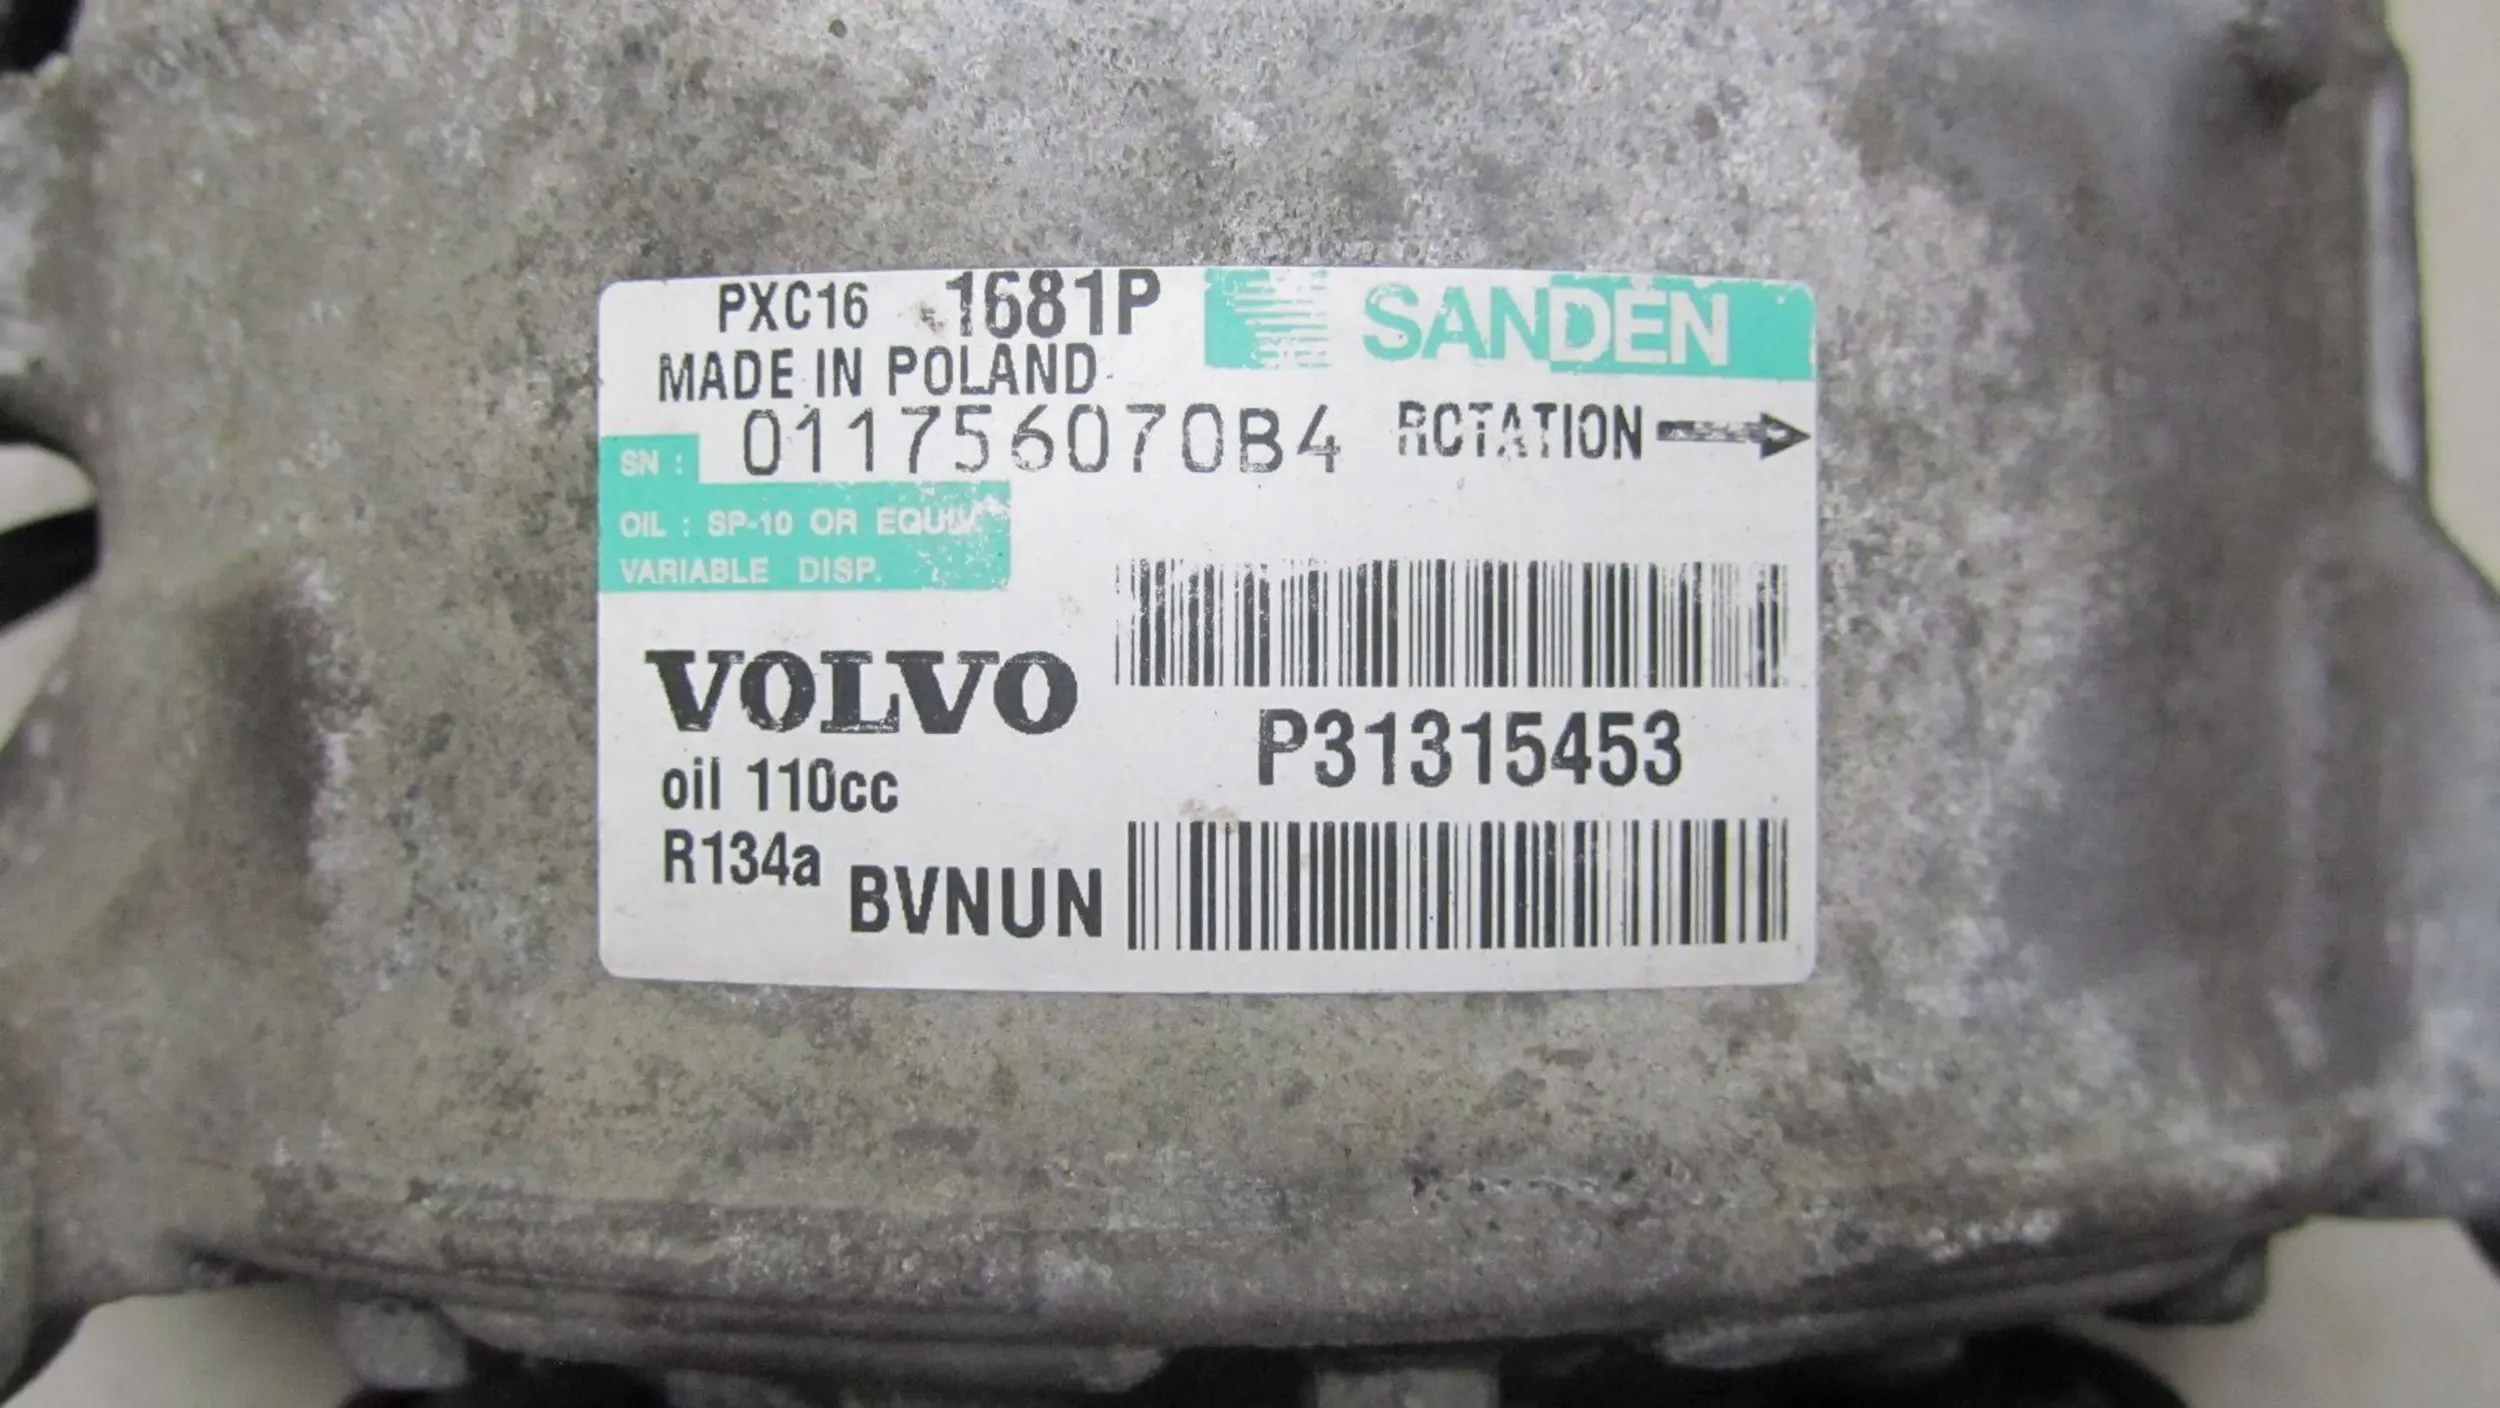 PXC16 1681P SANDEN
MADE IN POLAND
SN : 011756070B4 ROTATION
OIL : SP-10 OR EQUIV.
VARIABLE DISP.
VOLVO
P31315453
oil 110cc
R134a BVNUN